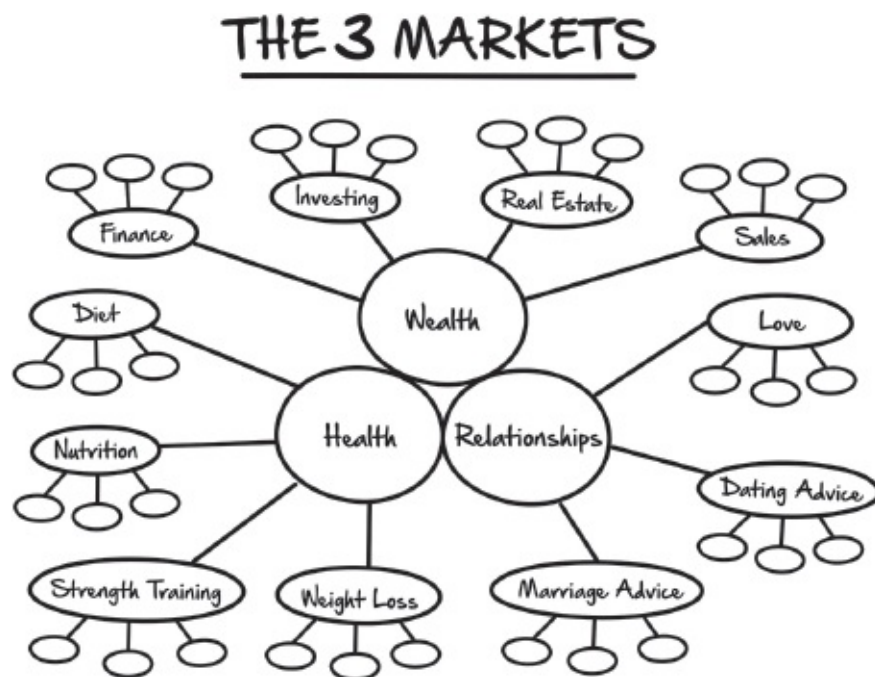 THE 3 MARKETS
Investing
Real Estate
Finance
Sales
Wealth
Diet
Love
Health
Relationships
Nutrition
Dating Advice
Strength Training
Weight Loss
Marriage Advice